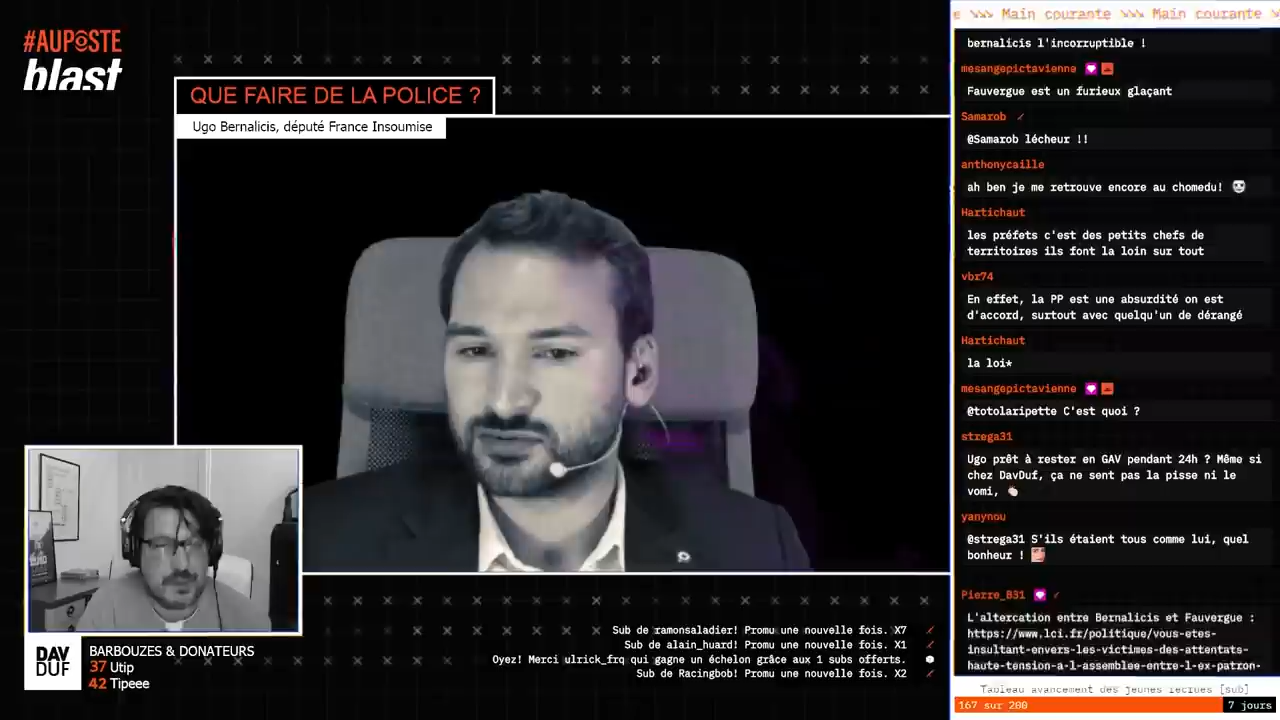 #AUPOSTE
blast
QUE FAIRE DE LA POLICE ?
Ugo Bernalicis, député France Insoumise
DAV
DUF
BARBOUZES & DONATEURS
37 Utip
42 Tipeee
Sub de ramonsaladier! Promu une nouvelle fois. X7
Sub de alain_huard! Promu une nouvelle fois. X1
Oyez! Merci ulrick_frq qui gagne un échelon grâce aux 1 subs offerts.
Sub de Racingbob! Promu une nouvelle fois. X2
e >>> Main courante >>> Main courante
bernalicis l'incorruptible !
mesangepictavienne
Fauvergue est un furieux glaçant
Samarob
@Samarob lécheur !!
anthonycaille
ah ben je me retrouve encore au chomedu!
Hartichaut
les préfets c'est des petits chefs de
territoires ils font la loin sur tout
vbr74
En effet, la PP est une absurdité on est
d'accord, surtout avec quelqu'un de dérangé
Hartichaut
la loi*
mesangepictavienne
@totolaripette C'est quoi ?
strega31
Ugo prêt à rester en GAV pendant 24h ? Même si
chez DavDuf, ça ne sent pas la pisse ni le
vomi,
yanynou
@strega31 S'ils étaient tous comme lui, quel
bonheur !
Pierre_B31
L'altercation entre Bernalicis et Fauvergue :
https://www.lci.fr/politique/vous-etes-
insultant-envers-les-victimes-des-attentats-
haute-tension-a-l-assemblee-entre-l-ex-patron-
Tableau avancement des jeunes recrues [sub]
167 sur 200
7 jours